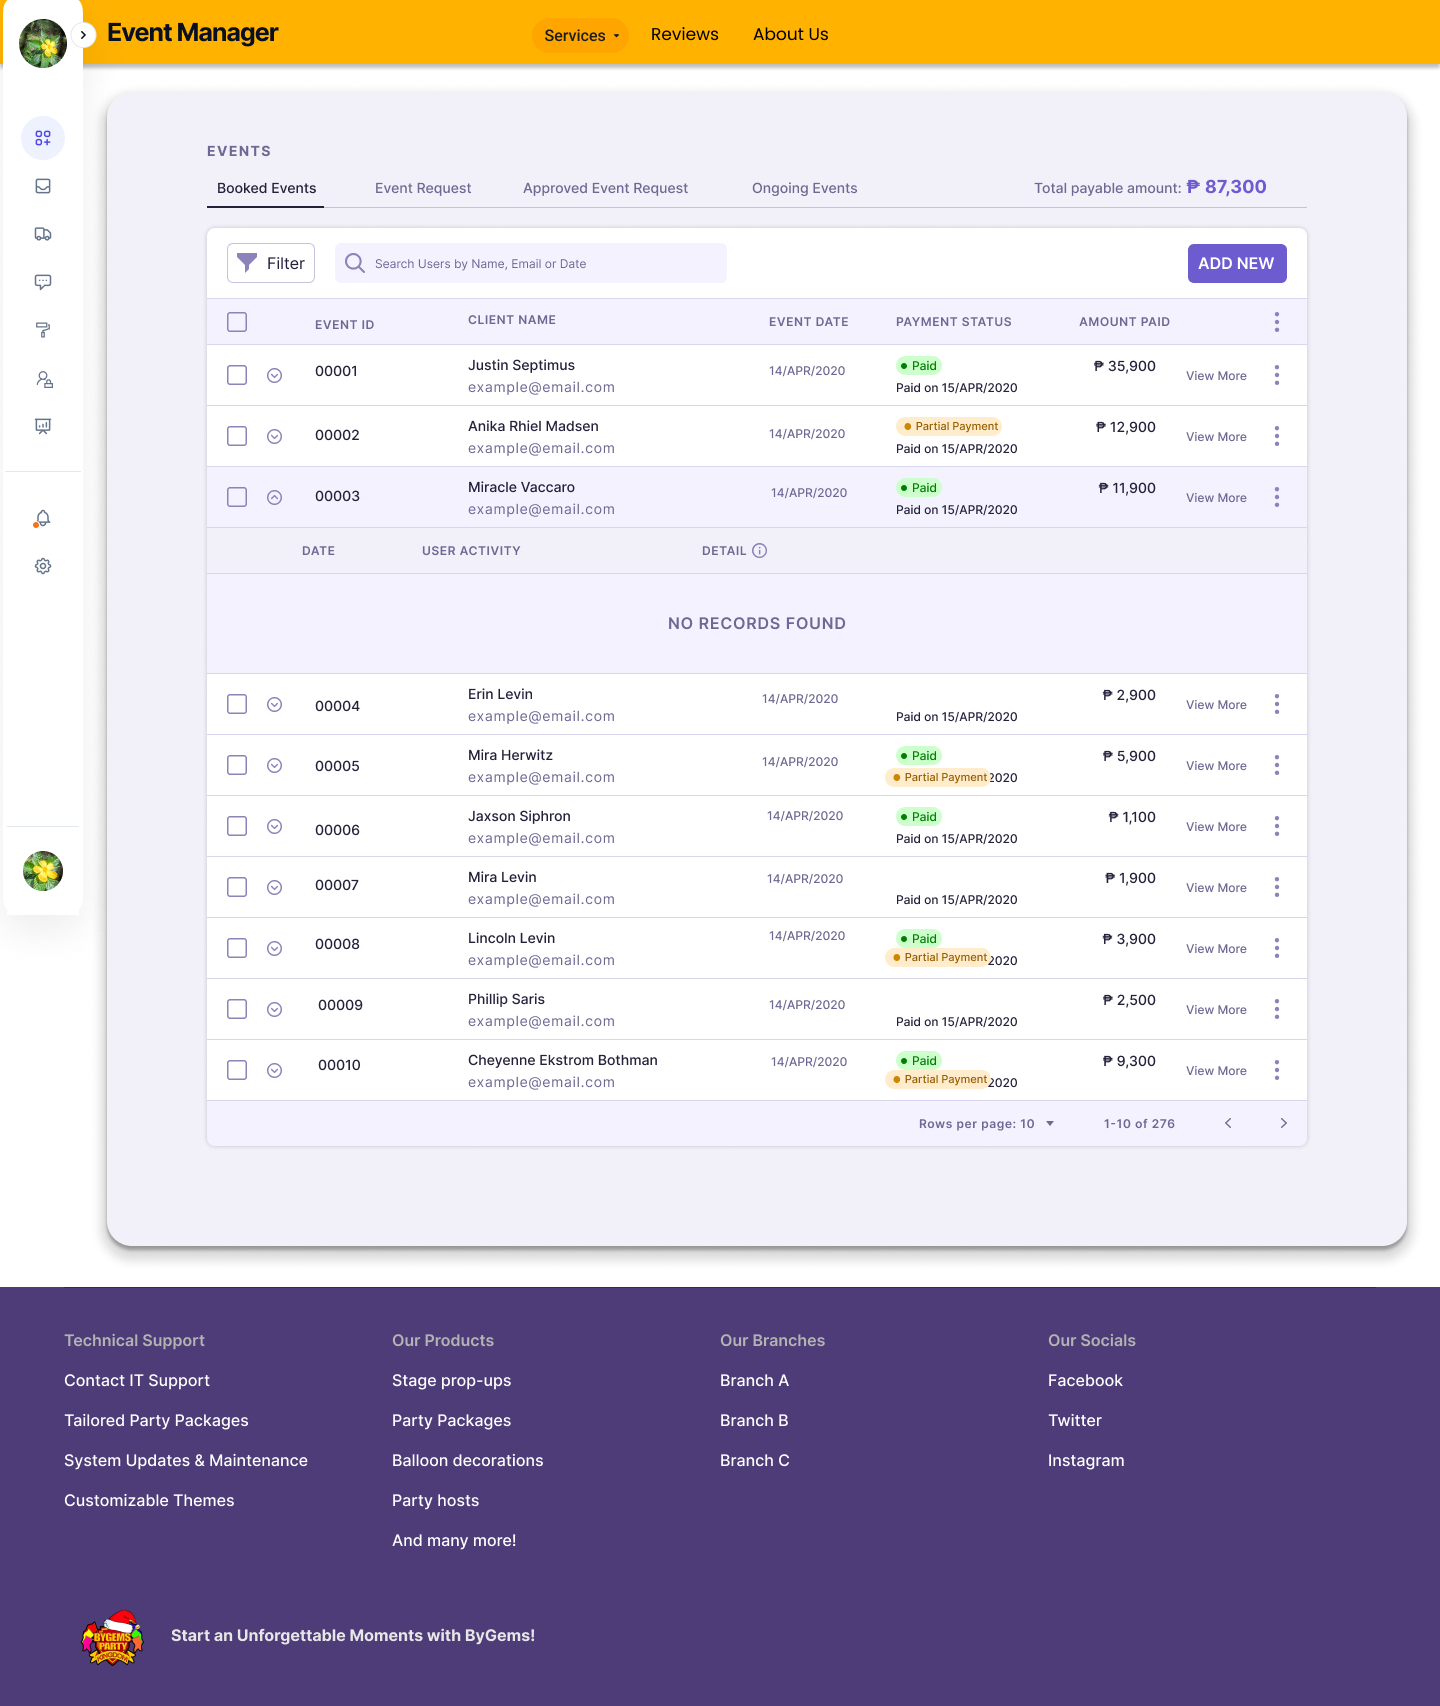 Event Manager
Services
Reviews
About Us
EVENTS
Booked Events
Event Request
Approved Event Request
Ongoing Events
Total payable amount: ₱ 87,300
Filter
Search Users by Name, Email or Date
ADD NEW
EVENT ID
CLIENT NAME
EVENT DATE
PAYMENT STATUS
AMOUNT PAID
00001
Justin Septimus
example@email.com
14/APR/2020
Paid
Paid on 15/APR/2020
₱ 35,900
View More
00002
Anika Rhiel Madsen
example@email.com
14/APR/2020
Partial Payment
Paid on 15/APR/2020
₱ 12,900
View More
00003
Miracle Vaccaro
example@email.com
14/APR/2020
Paid
Paid on 15/APR/2020
₱ 11,900
View More
DATE
USER ACTIVITY
DETAIL
NO RECORDS FOUND
00004
Erin Levin
example@email.com
14/APR/2020
Paid on 15/APR/2020
₱ 2,900
View More
00005
Mira Herwitz
example@email.com
14/APR/2020
Paid
Partial Payment
2020
₱ 5,900
View More
00006
Jaxson Siphron
example@email.com
14/APR/2020
Paid
Paid on 15/APR/2020
₱ 1,100
View More
00007
Mira Levin
example@email.com
14/APR/2020
Paid on 15/APR/2020
₱ 1,900
View More
00008
Lincoln Levin
example@email.com
14/APR/2020
Paid
Partial Payment
2020
₱ 3,900
View More
00009
Phillip Saris
example@email.com
14/APR/2020
Paid on 15/APR/2020
₱ 2,500
View More
00010
Cheyenne Ekstrom Bothman
example@email.com
14/APR/2020
Paid
Partial Payment
2020
₱ 9,300
View More
Rows per page: 10
1-10 of 276
Technical Support
Contact IT Support
Tailored Party Packages
System Updates & Maintenance
Customizable Themes
Our Products
Stage prop-ups
Party Packages
Balloon decorations
Party hosts
And many more!
Our Branches
Branch A
Branch B
Branch C
Our Socials
Facebook
Twitter
Instagram
BYGEMS
PARTY
KINGDOM
Start an Unforgettable Moments with ByGems!